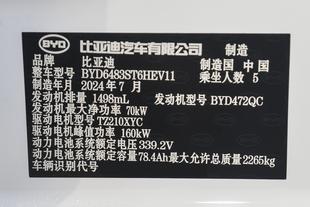 BYD 比亚迪汽车有限公司 制造
品牌 比亚迪 制造国 中国
整车型号 BYD6483ST6HEV11 乘坐人数 5
制造年月 2024年7月
发动机排量 1498mL 发动机型号 BYD472QC
发动机最大净功率 70kW
驱动电机型号 TZ210XYC
驱动电机峰值功率 160kW
动力电池系统额定电压 339.2V
动力电池系统额定容量 78.4Ah 最大允许总质量 2265kg
车辆识别代号